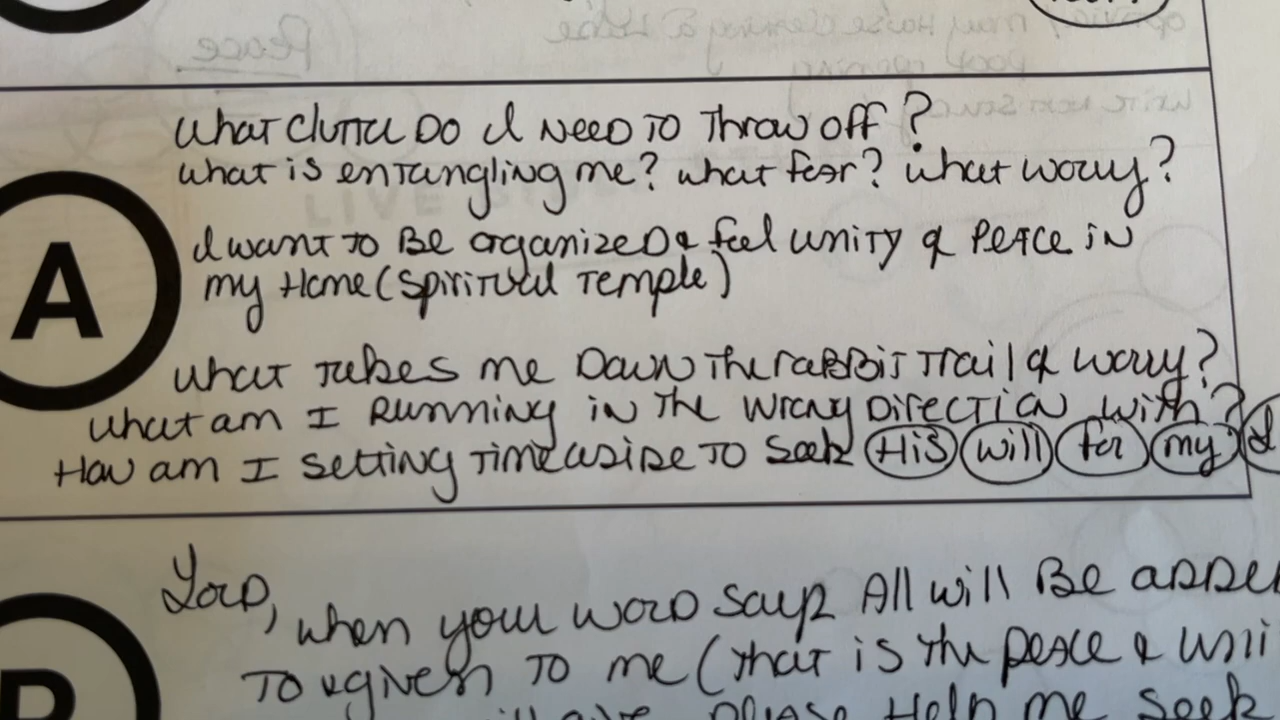 What clutter Do I NEED TO Throw off?
what is enTangling me? what fear? what worry?
A
I want to Be organized & feel unity & PEACE iN
my Home (Spiritual Temple)
what Takes me Down The raBBiT Trail of worry?
What am I Running in The Wrong Direction with?
How am I setting Time aside TO Seek His will for my
Lord,
when your word says All will Be adde
TO & given TO me (that is the peace & uni
please Help me seek
Peace